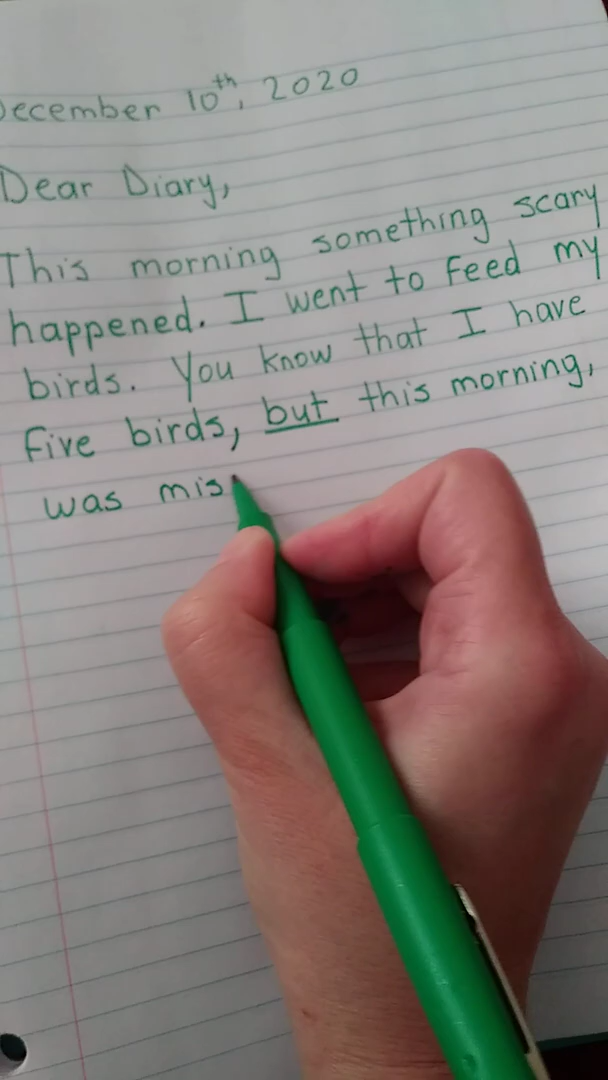 December 10th, 2020
Dear Diary,
This morning something scary
happened. I went to feed my
birds. You know that I have
five birds, but this morning,
was mis